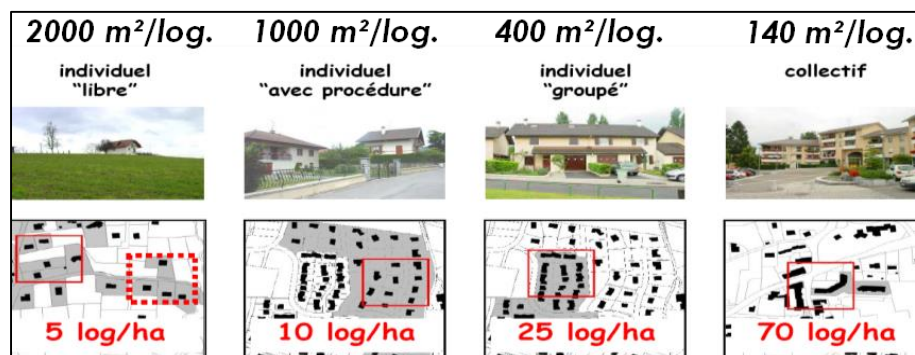 2000 m²/log.
1000 m²/log.
400 m²/log.
140 m²/log.
individuel
"libre"
individuel
"avec procédure"
individuel
"groupé"
collectif
5 log/ha
10 log/ha
25 log/ha
70 log/ha